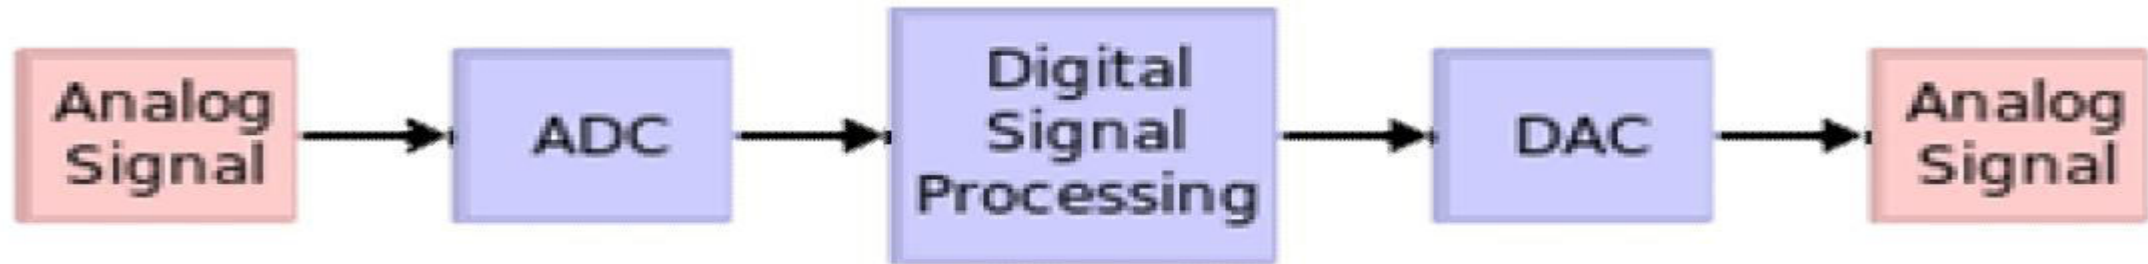 Analog
Signal
ADC
Digital
Signal
Processing
DAC
Analog
Signal